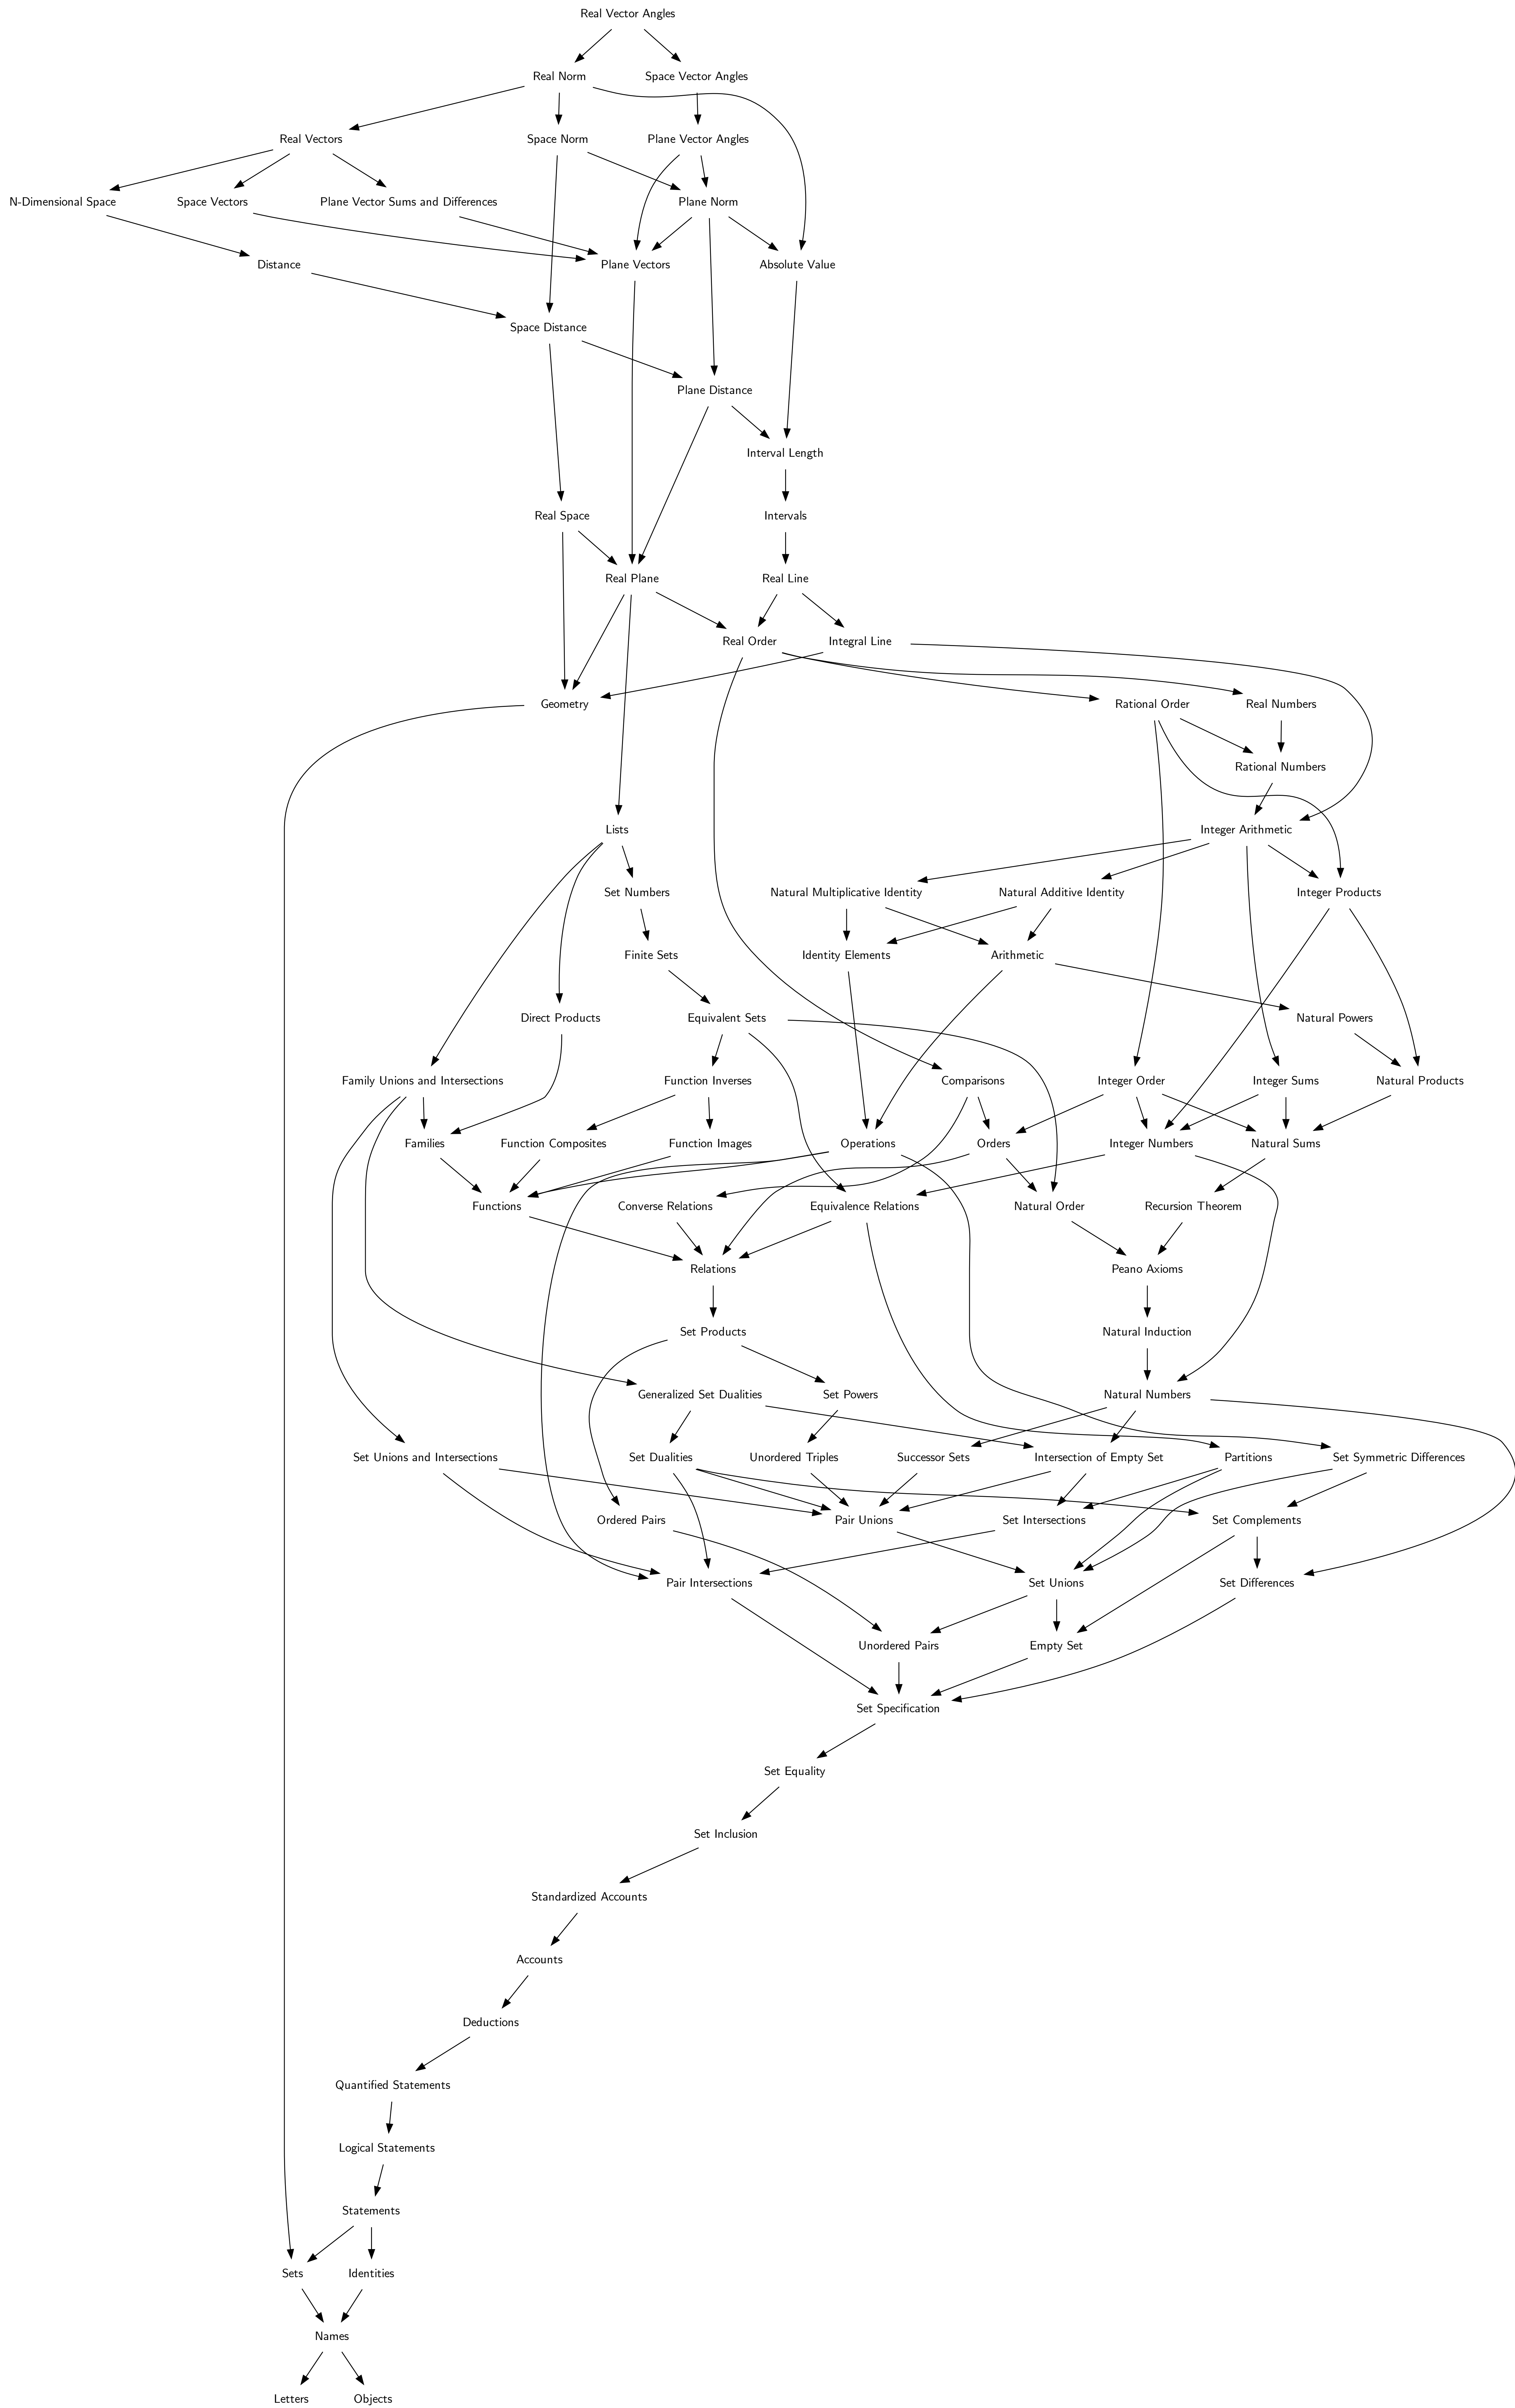 Real Vector Angles
Real Norm
Space Vector Angles
Real Vectors
Space Norm
Plane Vector Angles
N-Dimensional Space
Space Vectors
Plane Vector Sums and Differences
Plane Norm
Distance
Plane Vectors
Absolute Value
Space Distance
Plane Distance
Interval Length
Real Space
Intervals
Real Plane
Real Line
Real Order
Integral Line
Geometry
Rational Order
Real Numbers
Rational Numbers
Lists
Integer Arithmetic
Set Numbers
Natural Multiplicative Identity
Natural Additive Identity
Integer Products
Finite Sets
Identity Elements
Arithmetic
Direct Products
Equivalent Sets
Natural Powers
Family Unions and Intersections
Function Inverses
Comparisons
Integer Order
Integer Sums
Natural Products
Families
Function Composites
Function Images
Operations
Orders
Integer Numbers
Natural Sums
Functions
Converse Relations
Equivalence Relations
Natural Order
Recursion Theorem
Relations
Peano Axioms
Set Products
Natural Induction
Generalized Set Dualities
Set Powers
Natural Numbers
Set Unions and Intersections
Set Dualities
Unordered Triples
Successor Sets
Intersection of Empty Set
Partitions
Set Symmetric Differences
Ordered Pairs
Pair Unions
Set Intersections
Set Complements
Pair Intersections
Set Unions
Set Differences
Unordered Pairs
Empty Set
Set Specification
Set Equality
Set Inclusion
Standardized Accounts
Accounts
Deductions
Quantified Statements
Logical Statements
Statements
Sets
Identities
Names
Letters
Objects